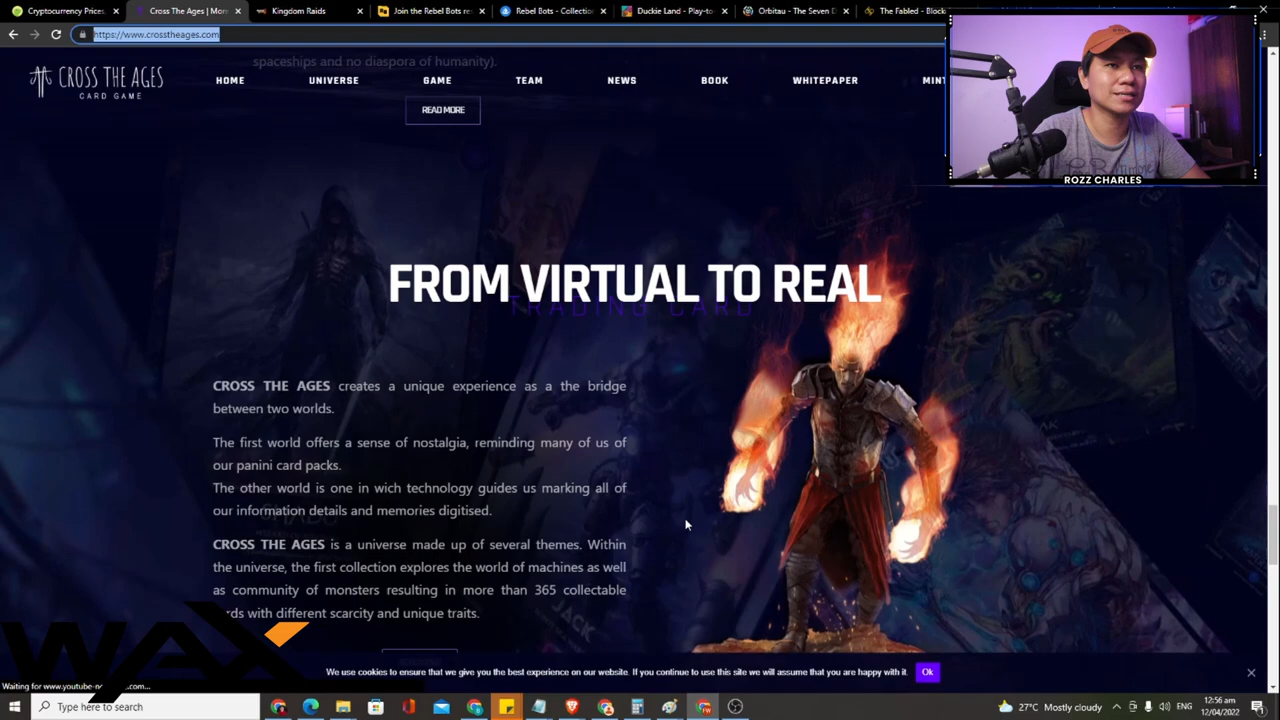 Cryptocurrency Prices,
Cross The Ages | Mon
Kingdom Raids
Join the Rebel Bots re
Rebel Bots - Collectio
Duckie Land - Play-to
Orbitau - The Seven D
The Fabled - Block
https://www.crosstheages.com
CROSS THE AGES
CARD GAME
HOME
UNIVERSE
GAME
TEAM
NEWS
BOOK
WHITEPAPER
MINT
spaceships and no diaspora of humanity).
READ MORE
ROZZ CHARLES
FROM VIRTUAL TO REAL
TRADING CARD
CROSS THE AGES creates a unique experience as a the bridge
between two worlds.
The first world offers a sense of nostalgia, reminding many of us of
our panini card packs.
The other world is one in wich technology guides us marking all of
our information details and memories digitised.
CROSS THE AGES is a universe made up of several themes. Within
the universe, the first collection explores the world of machines as well
as community of monsters resulting in more than 365 collectable
rds with different scarcity and unique traits.
JACK
WAX
We use cookies to ensure that we give you the best experience on our website. If you continue to use this site we will assume that you are happy with it.
Ok
Waiting for www.youtube-no...com...
Type here to search
27°C Mostly cloudy
ENG
12:56 am
12/04/2022